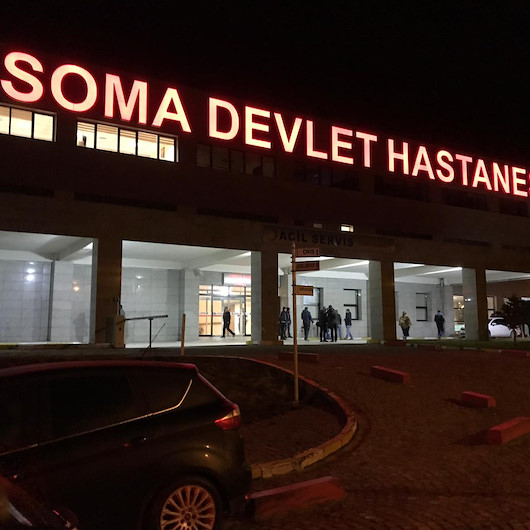 SOMA DEVLET HASTANES
ACİL SERVİS